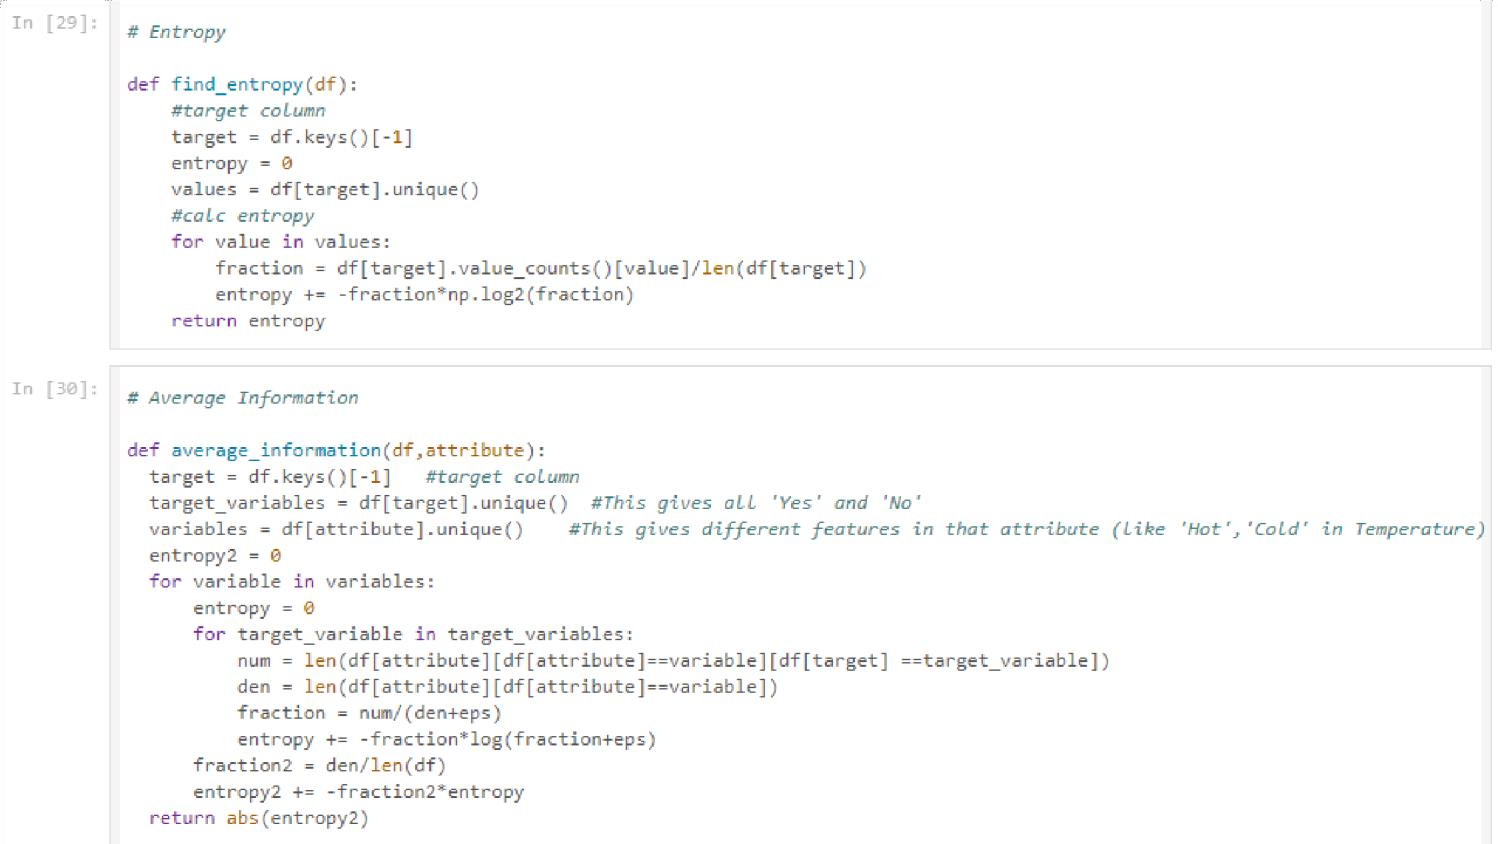 In [29]:
# Entropy
def find_entropy(df):
    #target column
    target = df.keys()[-1]
    entropy = 0
    values = df[target].unique()
    #calc entropy
    for value in values:
        fraction = df[target].value_counts()[value]/len(df[target])
        entropy += -fraction*np.log2(fraction)
    return entropy
In [30]:
# Average Information
def average_information(df,attribute):
  target = df.keys()[-1]   #target column
  target_variables = df[target].unique()  #This gives all 'Yes' and 'No'
  variables = df[attribute].unique()    #This gives different features in that attribute (like 'Hot','Cold' in Temperature)
  entropy2 = 0
  for variable in variables:
      entropy = 0
      for target_variable in target_variables:
          num = len(df[attribute][df[attribute]==variable][df[target] ==target_variable])
          den = len(df[attribute][df[attribute]==variable])
          fraction = num/(den+eps)
          entropy += -fraction*log(fraction+eps)
      fraction2 = den/len(df)
      entropy2 += -fraction2*entropy
  return abs(entropy2)